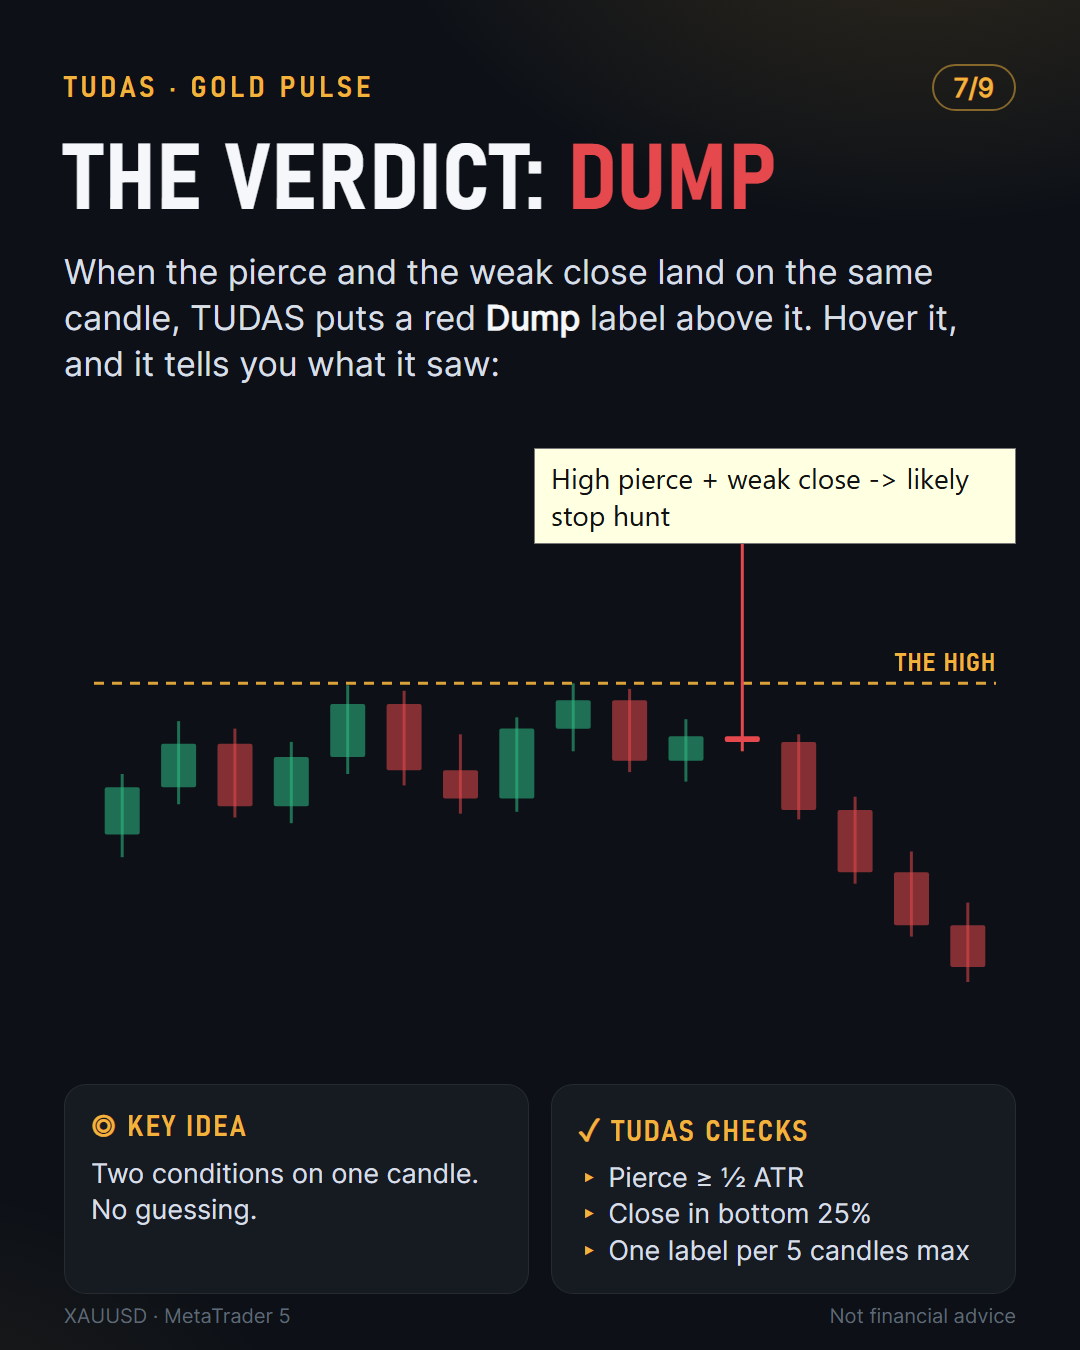 TUDAS · GOLD PULSE
7/9
THE VERDICT: DUMP
When the pierce and the weak close land on the same
candle, TUDAS puts a red Dump label above it. Hover it,
and it tells you what it saw:
High pierce + weak close -> likely
stop hunt
THE HIGH
KEY IDEA
Two conditions on one candle.
No guessing.
✓ TUDAS CHECKS
▸ Pierce ≥ ½ ATR
▸ Close in bottom 25%
▸ One label per 5 candles max
XAUUSD · MetaTrader 5
Not financial advice